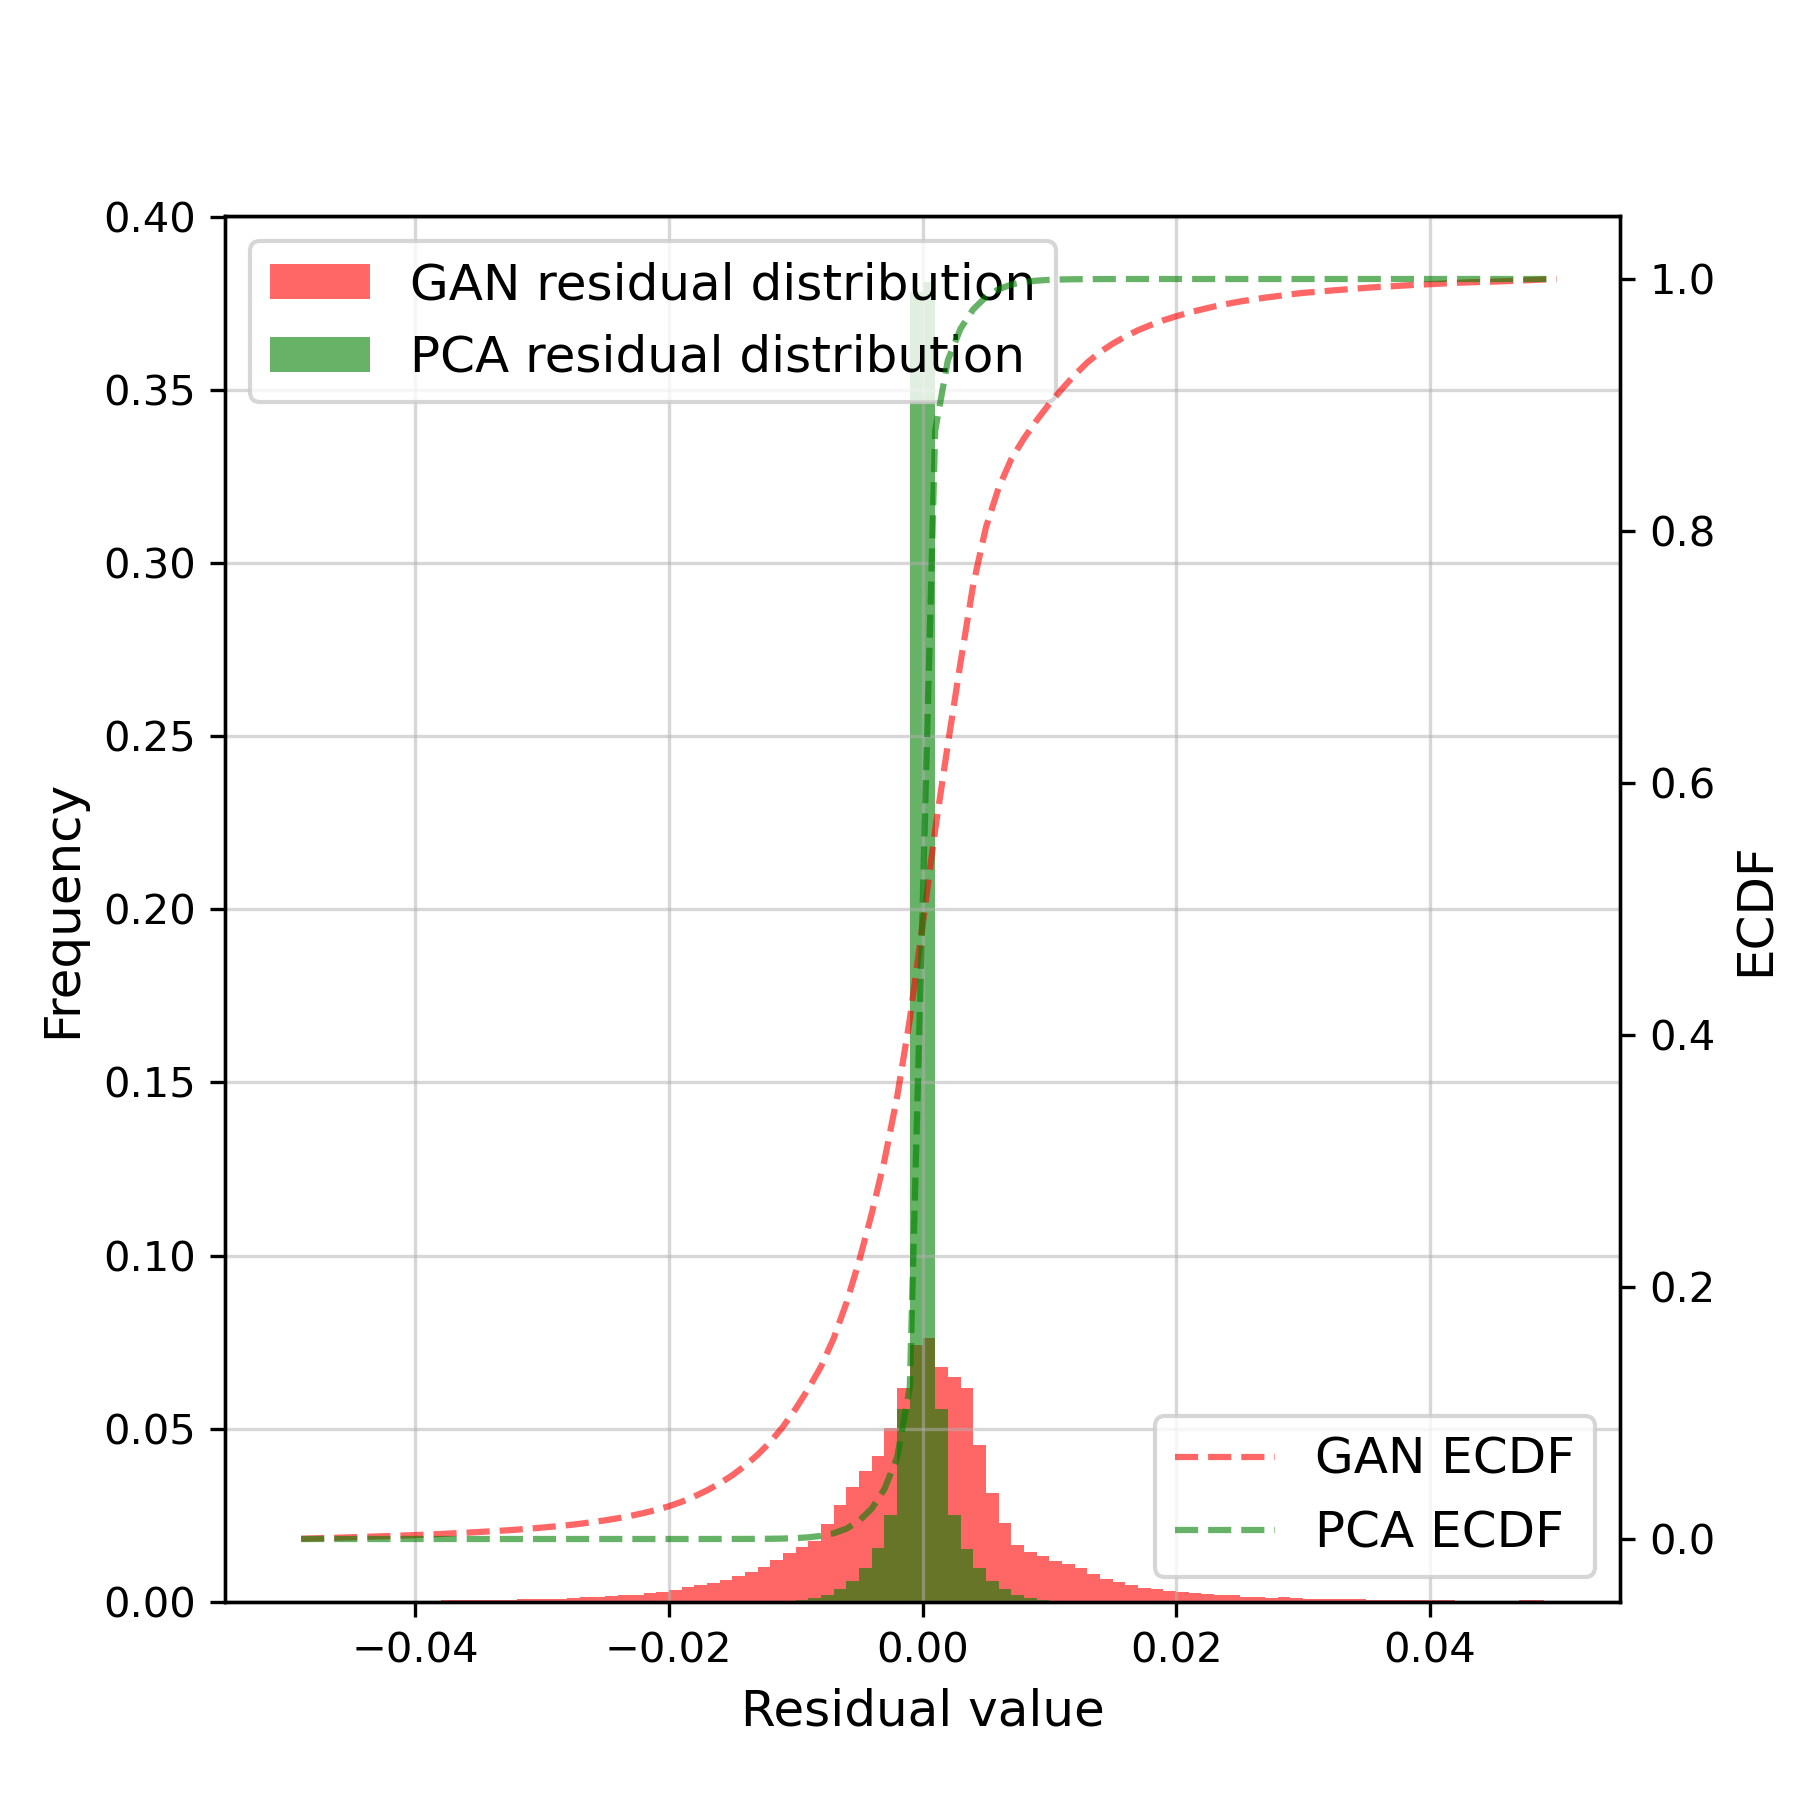 GAN residual distribution
PCA residual distribution
0.40
0.35
0.30
0.25
0.20
0.15
0.10
0.05
0.00
Frequency
1.0
0.8
0.6
0.4
0.2
0.0
ECDF
GAN ECDF
PCA ECDF
−0.04
−0.02
0.00
0.02
0.04
Residual value